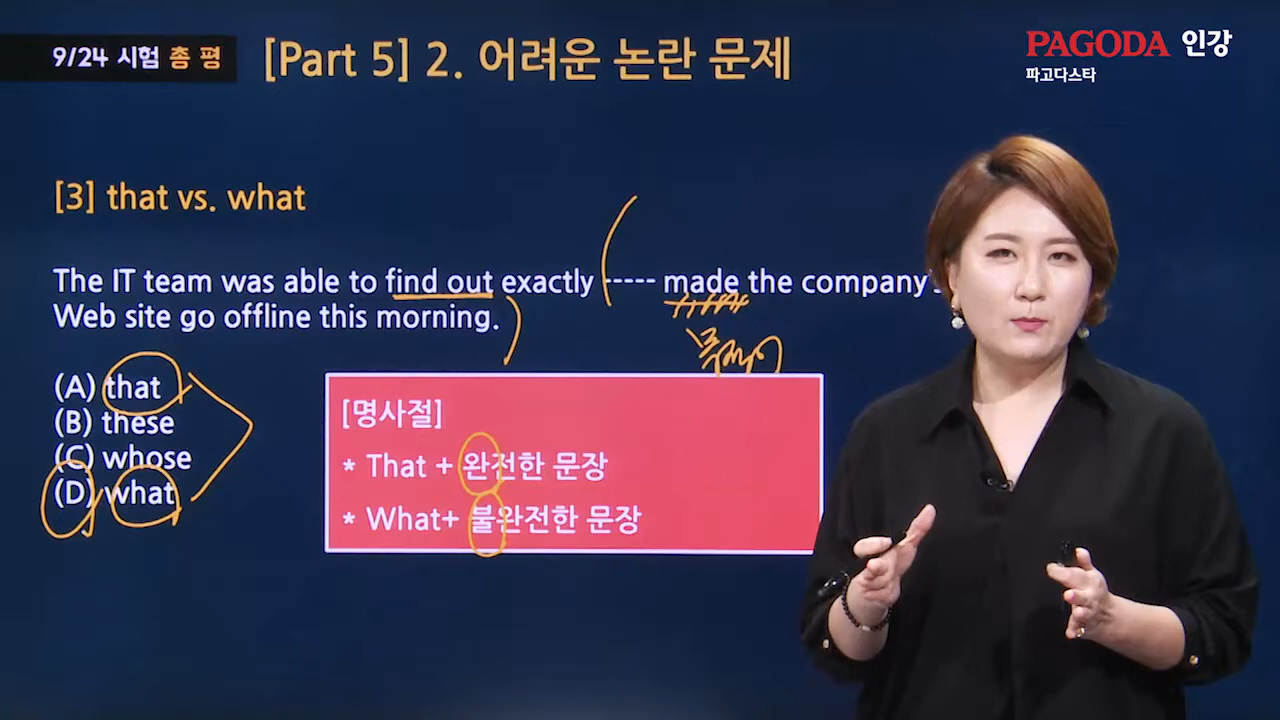 9/24 시험 총 평
[Part 5] 2. 어려운 논란 문제
PAGODA 인강
파고다스타
[3] that vs. what
The IT team was able to find out exactly ----- made the company's
Web site go offline this morning.
(A) that
(B) these
(C) whose
(D) what
[명사절]
* That + 완전한 문장
* What+ 불완전한 문장